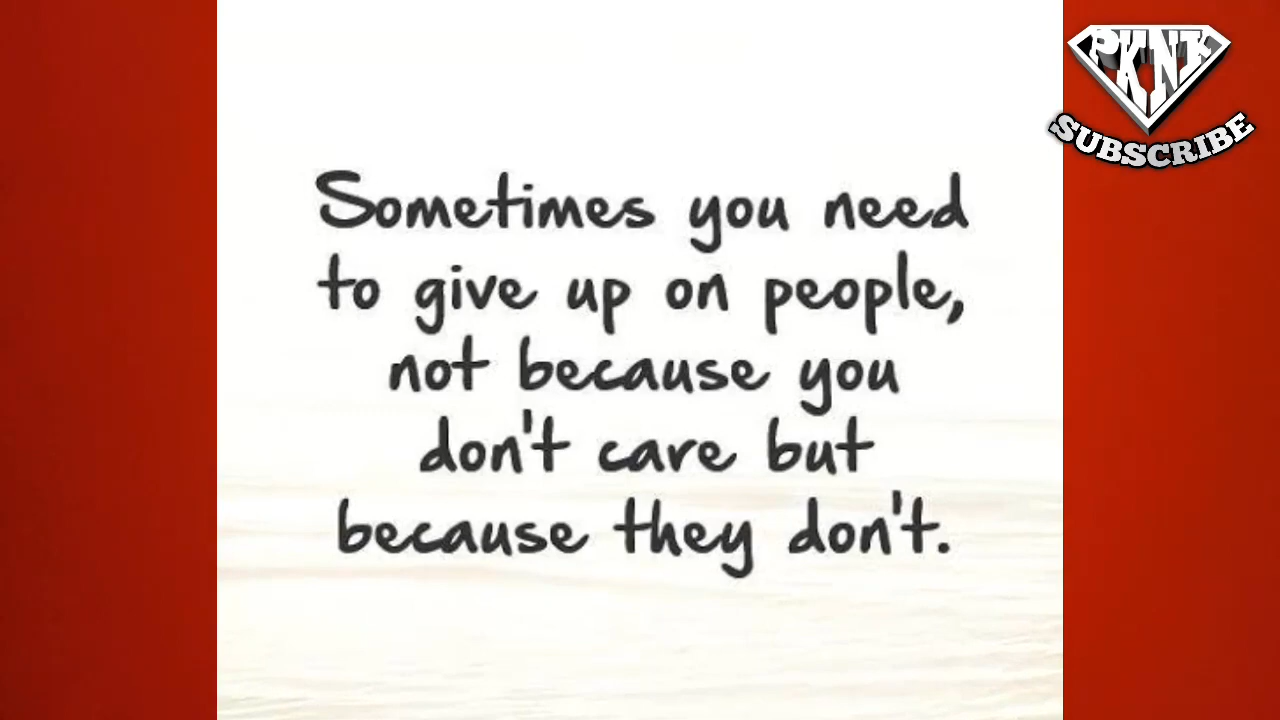 PKNK
SUBSCRIBE
Sometimes you need
to give up on people,
not because you
don't care but
because they don't.